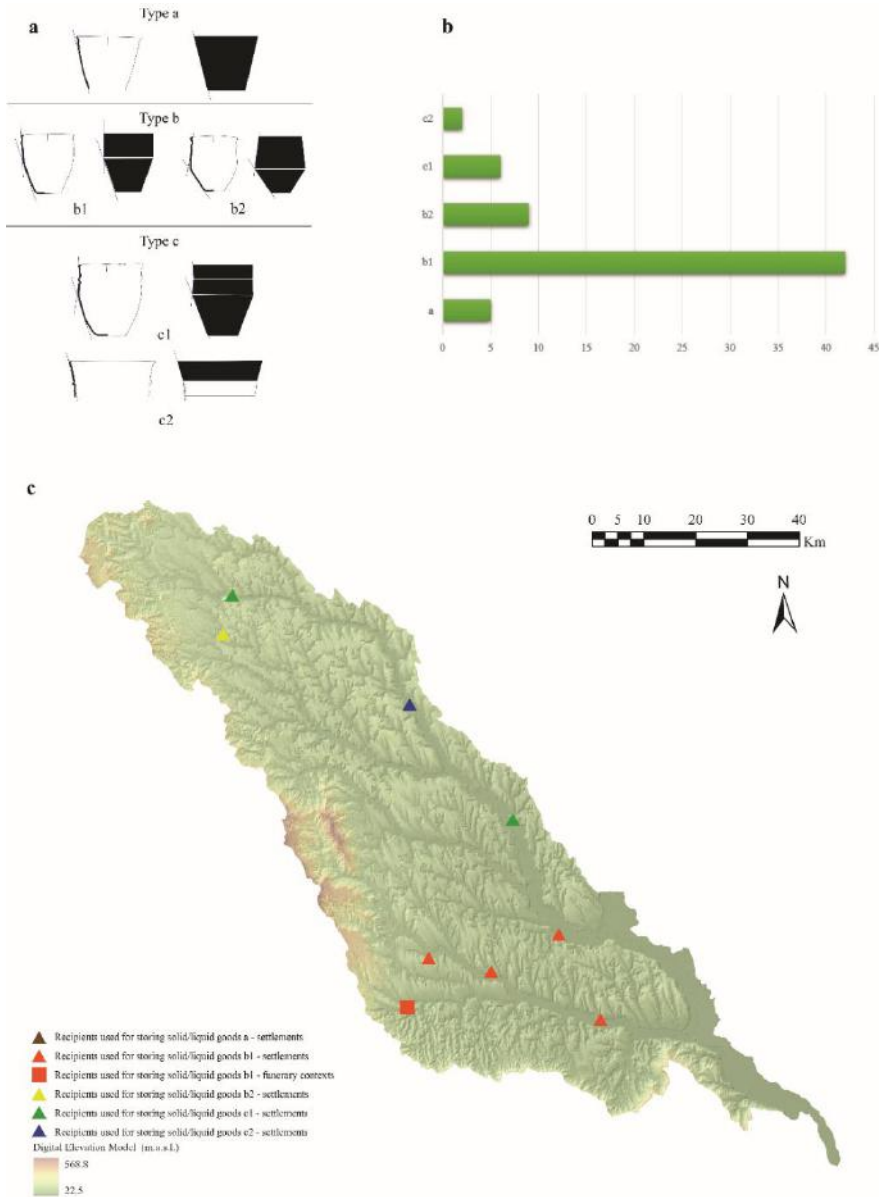 a
Type a
Type b
b1
b2
Type c
c1
c2
b
c2
c1
b2
b1
a
0 5 10 15 20 25 30 35 40 45
c
0 5 10 20 30 40
Km
N
Recipients used for storing solid/liquid goods a - settlements
Recipients used for storing solid/liquid goods b1 - settlements
Recipients used for storing solid/liquid goods b1 - funerary contexts
Recipients used for storing solid/liquid goods b2 - settlements
Recipients used for storing solid/liquid goods c1 - settlements
Recipients used for storing solid/liquid goods c2 - settlements
Digital Elevation Model (m.a.s.l.)
568.8
22.5